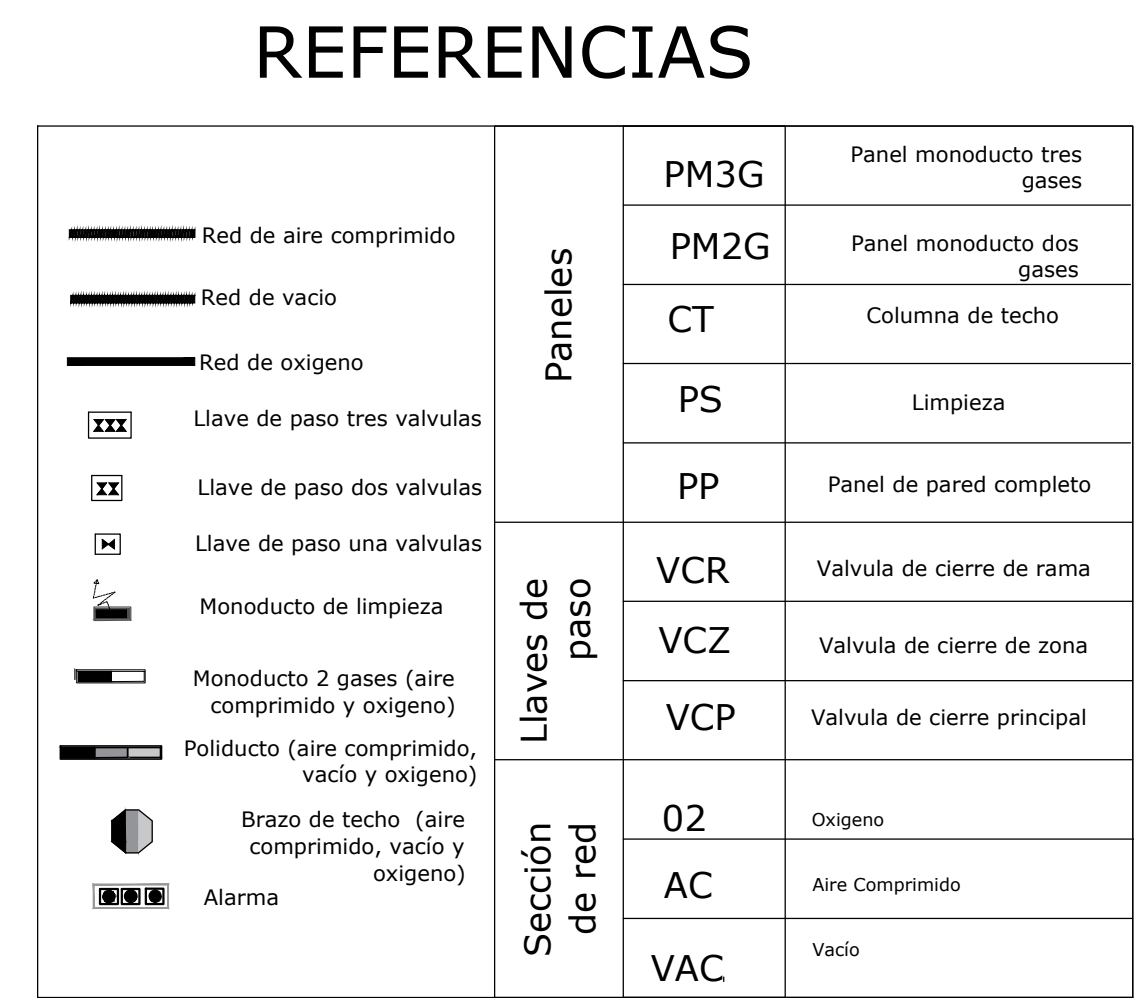 REFERENCIAS
Red de aire comprimido
Red de vacio
Red de oxigeno
Llave de paso tres valvulas
Llave de paso dos valvulas
Llave de paso una valvulas
Monoducto de limpieza
Monoducto 2 gases (aire
comprimido y oxigeno)
Poliducto (aire comprimido,
vacío y oxigeno)
Brazo de techo (aire
comprimido, vacío y
oxigeno)
Alarma
Paneles
PM3G
Panel monoducto tres
gases
PM2G
Panel monoducto dos
gases
CT
Columna de techo
PS
Limpieza
PP
Panel de pared completo
Llaves de
paso
VCR
Valvula de cierre de rama
VCZ
Valvula de cierre de zona
VCP
Valvula de cierre principal
Sección
de red
02
Oxigeno
AC
Aire Comprimido
VAC
Vacío